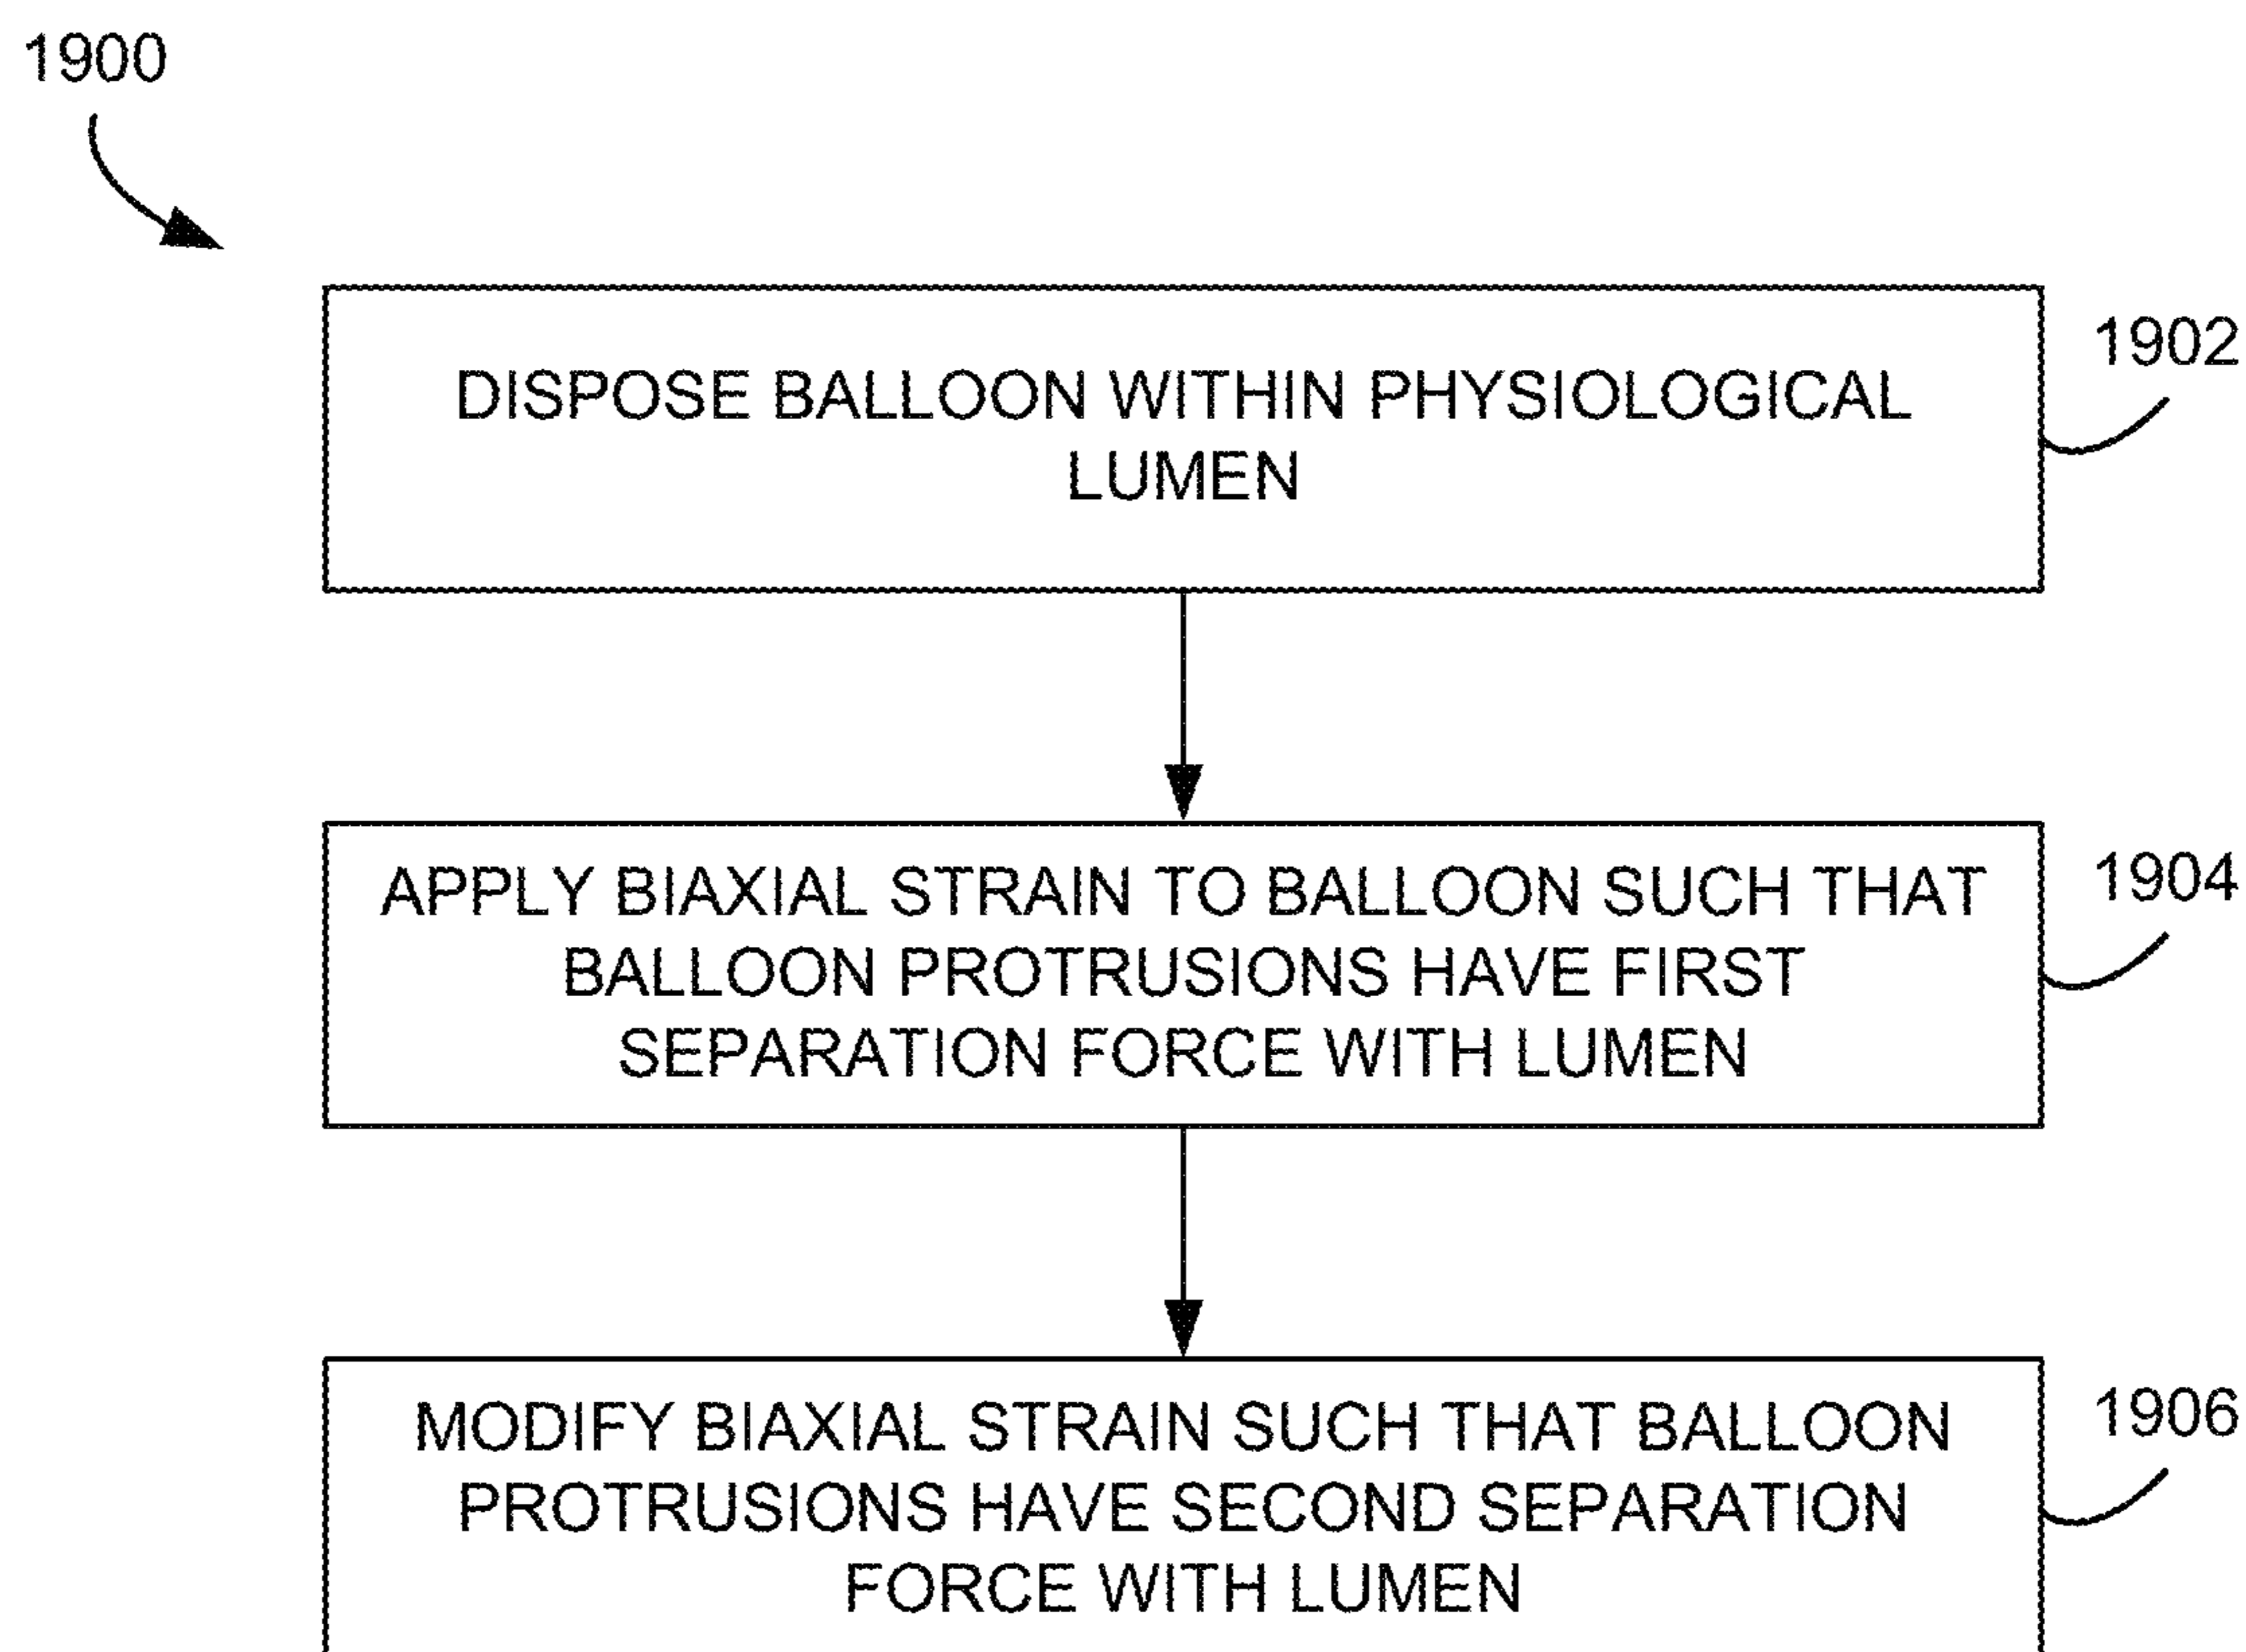 1900
DISPOSE BALLOON WITHIN PHYSIOLOGICAL
LUMEN
1902
APPLY BIAXIAL STRAIN TO BALLOON SUCH THAT
BALLOON PROTRUSIONS HAVE FIRST
SEPARATION FORCE WITH LUMEN
1904
MODIFY BIAXIAL STRAIN SUCH THAT BALLOON
PROTRUSIONS HAVE SECOND SEPARATION
FORCE WITH LUMEN
1906